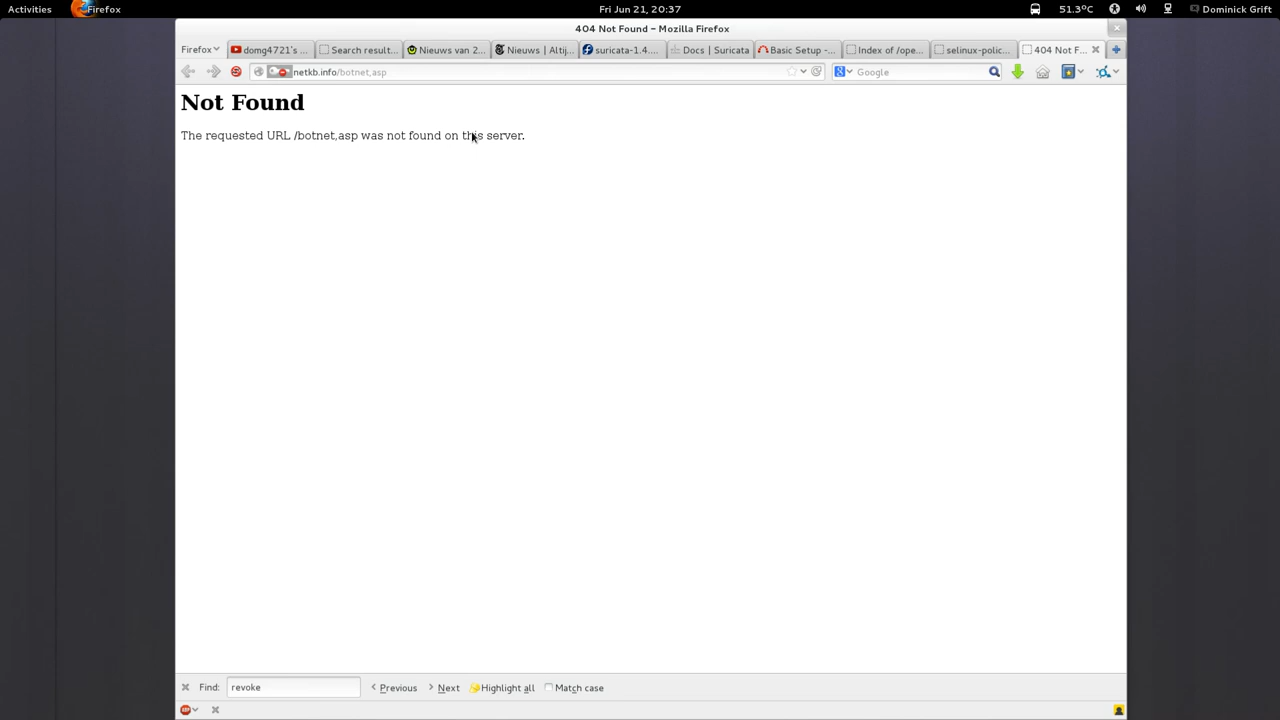 Activities Firefox Fri Jun 21, 20:37 51.3°C Dominick Grift
404 Not Found - Mozilla Firefox
Firefox domg4721's ... Search result... Nieuws van 2... Nieuws | Altij... suricata-1.4.... Docs | Suricata Basic Setup -... Index of /ope... selinux-polic... 404 Not F...
netkb.info/botnet,asp Google
Not Found
The requested URL /botnet,asp was not found on this server.
Find: revoke Previous Next Highlight all Match case
ABP